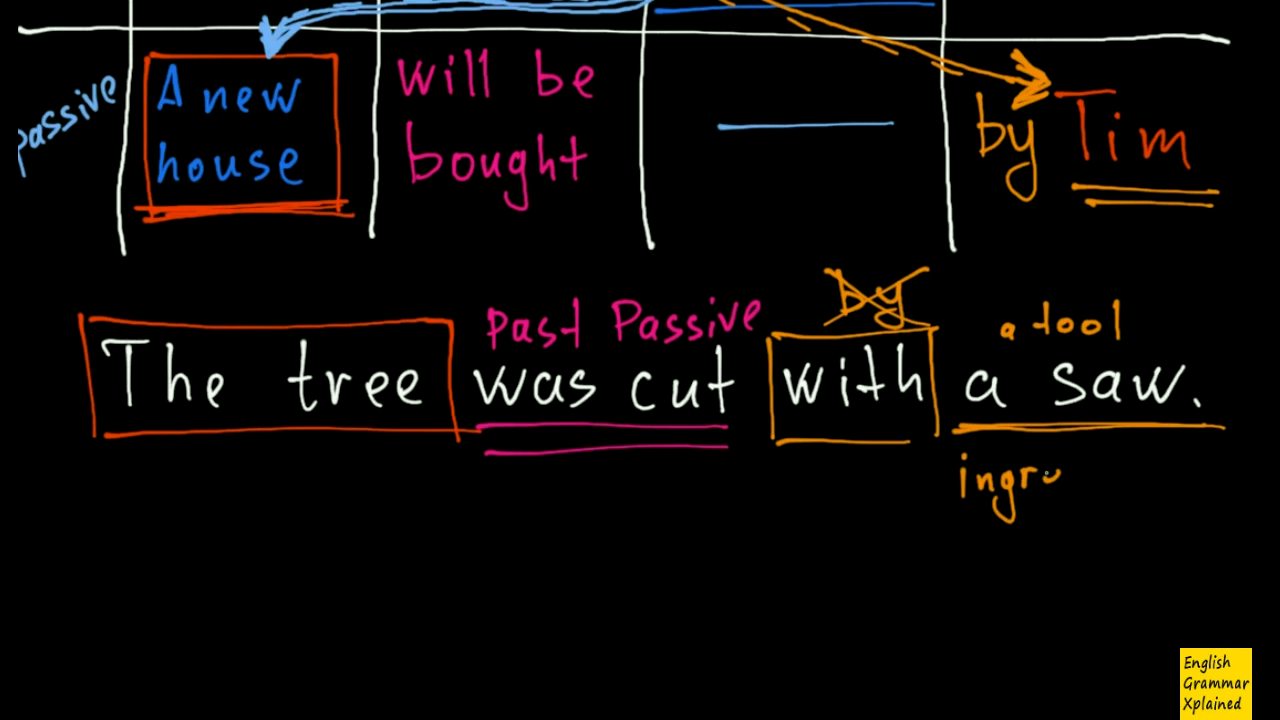 passive
A new
house
will be
bought
by Tim
by
Past Passive
a tool
The tree was cut with a saw.
ingr
English
Grammar
Xplained